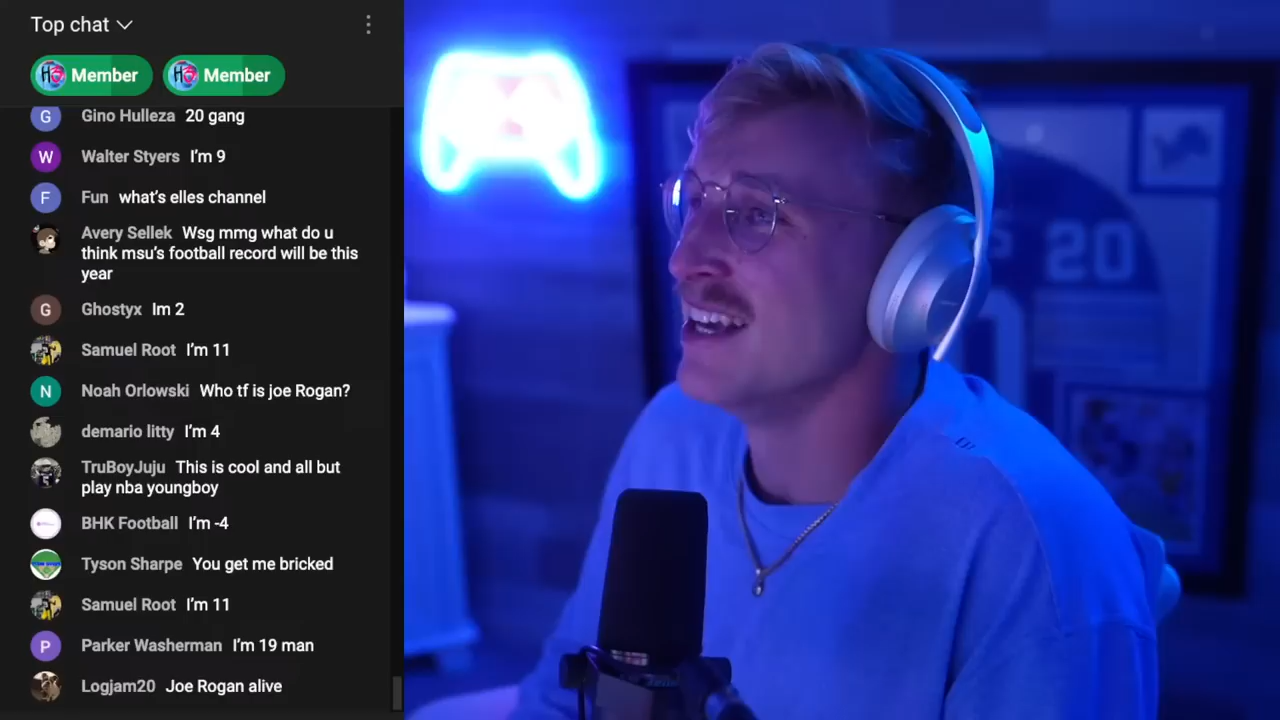 Top chat
Member Member
G Gino Hulleza 20 gang
W Walter Styers I'm 9
F Fun what's elles channel
Avery Sellek Wsg mmg what do u
think msu's football record will be this
year
G Ghostyx Im 2
Samuel Root I'm 11
N Noah Orlowski Who tf is joe Rogan?
demario litty I'm 4
TruBoyJuju This is cool and all but
play nba youngboy
BHK Football I'm -4
Tyson Sharpe You get me bricked
Samuel Root I'm 11
P Parker Washerman I'm 19 man
Logjam20 Joe Rogan alive
20